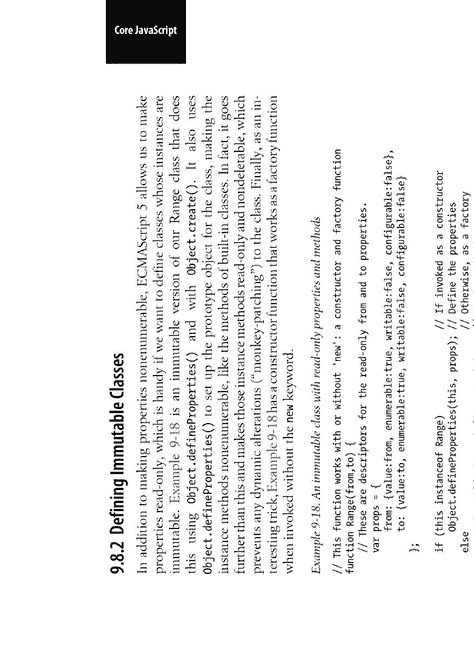 Core JavaScript
9.8.2 Defining Immutable Classes
In addition to making properties nonenumerable, ECMAScript 5 allows us to make
properties read-only, which is handy if we want to define classes whose instances are
immutable. Example 9-18 is an immutable version of our Range class that does
this using Object.defineProperties() and with Object.create(). It also uses
Object.defineProperties() to set up the prototype object for the class, making the
instance methods nonenumerable, like the methods of built-in classes. In fact, it goes
further than this and makes those instance methods read-only and nondeletable, which
prevents any dynamic alterations (“monkey-patching”) to the class. Finally, as an in-
teresting trick, Example 9-18 has a constructor function that works as a factory function
when invoked without the new keyword.
Example 9-18. An immutable class with read-only properties and methods
// This function works with or without 'new': a constructor and factory function
function Range(from,to) {
// These are descriptors for the read-only from and to properties.
var props = {
from: {value:from, enumerable:true, writable:false, configurable:false},
to: {value:to, enumerable:true, writable:false, configurable:false}
};
if (this instanceof Range) // If invoked as a constructor
Object.defineProperties(this, props); // Define the properties
else // Otherwise, as a factory